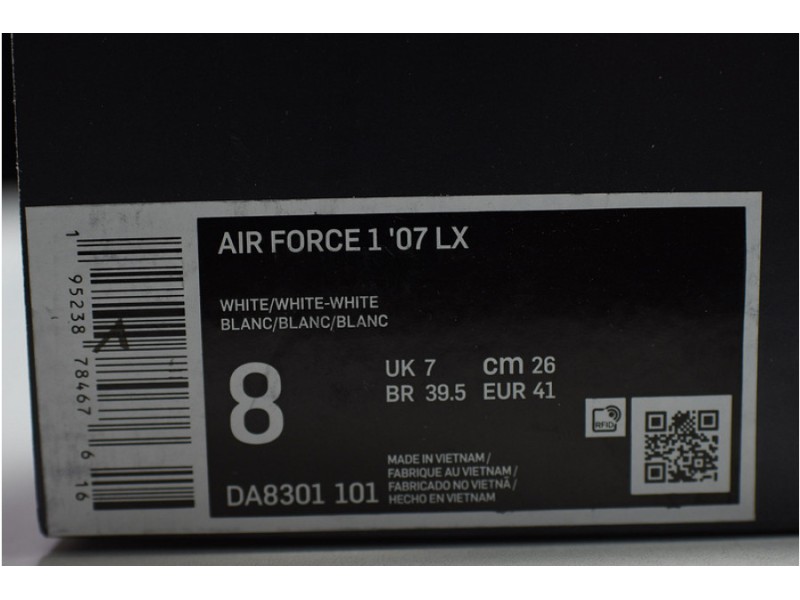 AIR FORCE 1 '07 LX
WHITE/WHITE-WHITE
BLANC/BLANC/BLANC
8
UK 7 cm 26
BR 39.5 EUR 41
RFID
MADE IN VIETNAM /
FABRIQUE AU VIETNAM /
FABRICADO NO VIETNÃ /
HECHO EN VIETNAM
DA8301 101
1 95238 78467 6 16